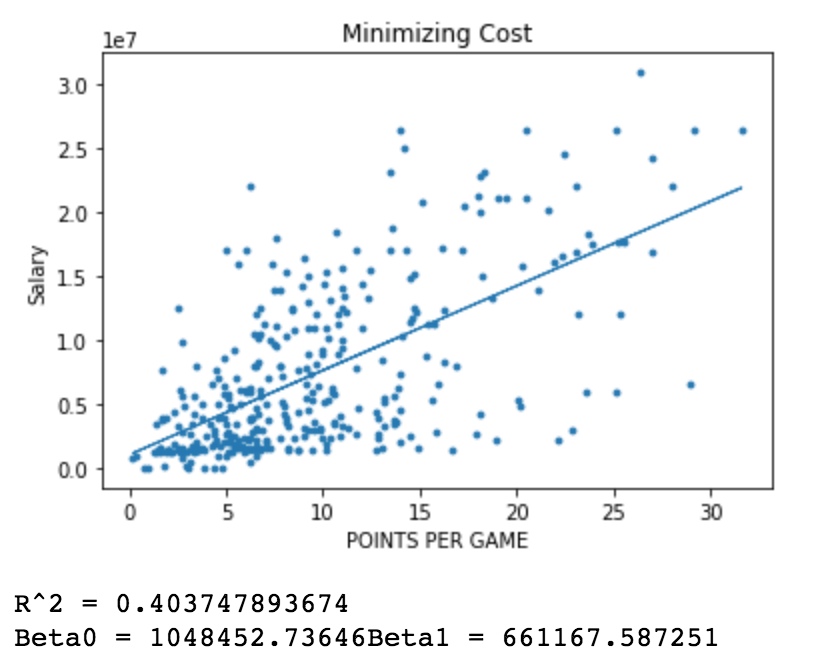 Minimizing Cost
1e7
3.0
2.5
2.0
1.5
1.0
0.5
0.0
Salary
0 5 10 15 20 25 30
POINTS PER GAME
R^2 = 0.403747893674
Beta0 = 1048452.73646Beta1 = 661167.587251